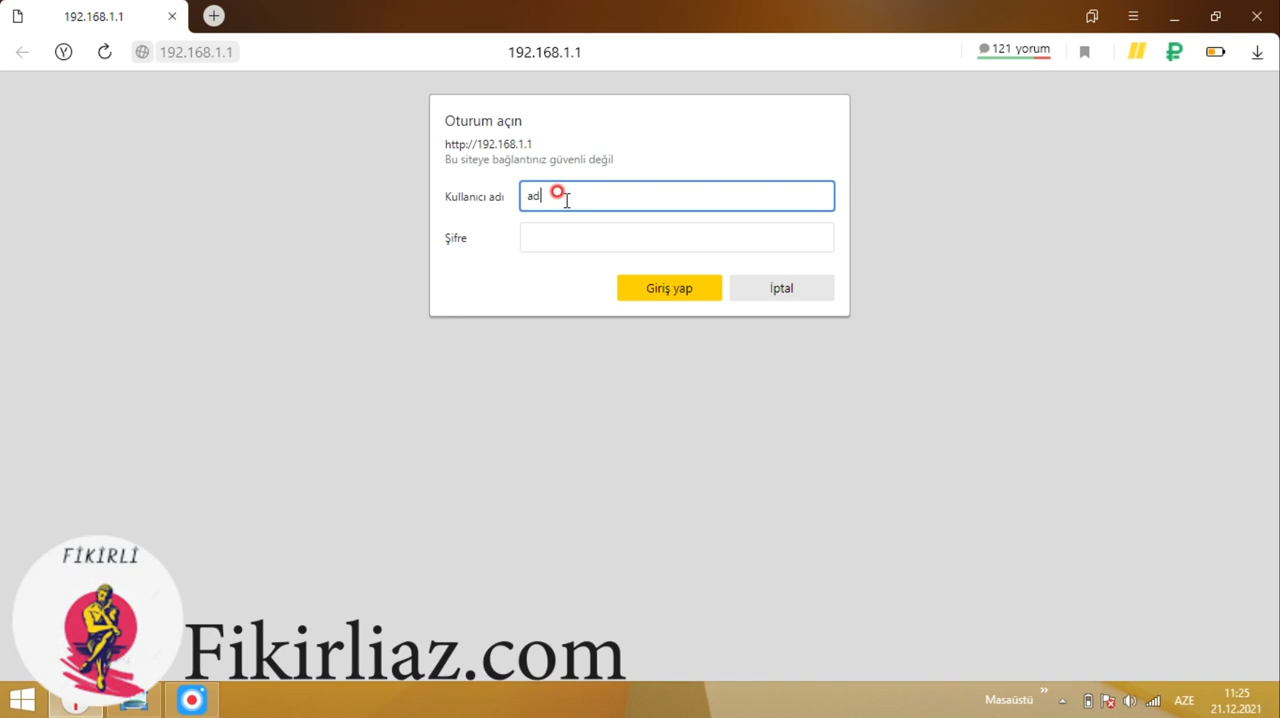 192.168.1.1
192.168.1.1
192.168.1.1
121 yorum
Oturum açın
http://192.168.1.1
Bu siteye bağlantınız güvenli değil
Kullanıcı adı
ad
Şifre
Giriş yap
İptal
FİKİRLİ
Fikirliaz.com
Masaüstü
AZE
11:25
21.12.2021